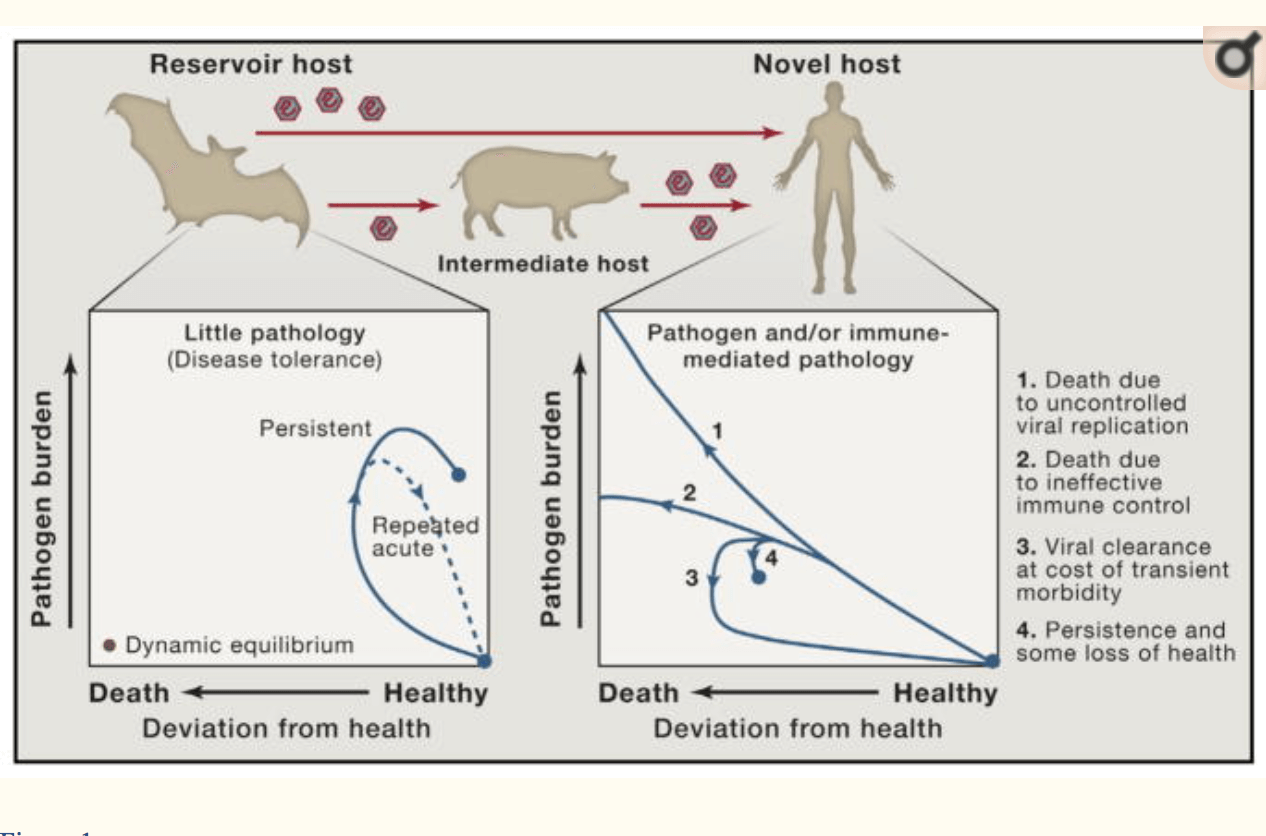 Reservoir host
Novel host
Intermediate host
Little pathology
(Disease tolerance)
Persistent
Repeated
acute
Dynamic equilibrium
Pathogen burden
Death
Healthy
Deviation from health
Pathogen and/or immune-
mediated pathology
1
2
3
4
Pathogen burden
Death
Healthy
Deviation from health
1. Death due
to uncontrolled
viral replication
2. Death due
to ineffective
immune control
3. Viral clearance
at cost of transient
morbidity
4. Persistence and
some loss of health
Figure 1